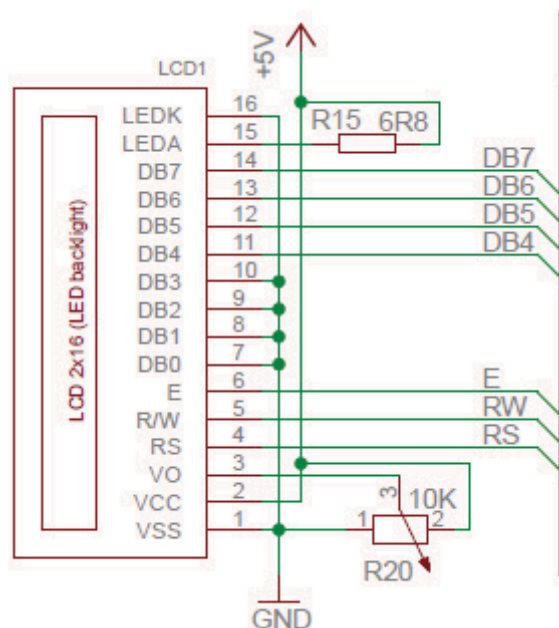 LCD1
+5V
LCD 2x16 (LED backlight)
LEDK 16
LEDA 15
R15 6R8
DB7 14 DB7
DB6 13 DB6
DB5 12 DB5
DB4 11 DB4
DB3 10
DB2 9
DB1 8
DB0 7
E 6 E
R/W 5 RW
RS 4 RS
VO 3
VCC 2
VSS 1
3 10K
1 2
R20
GND